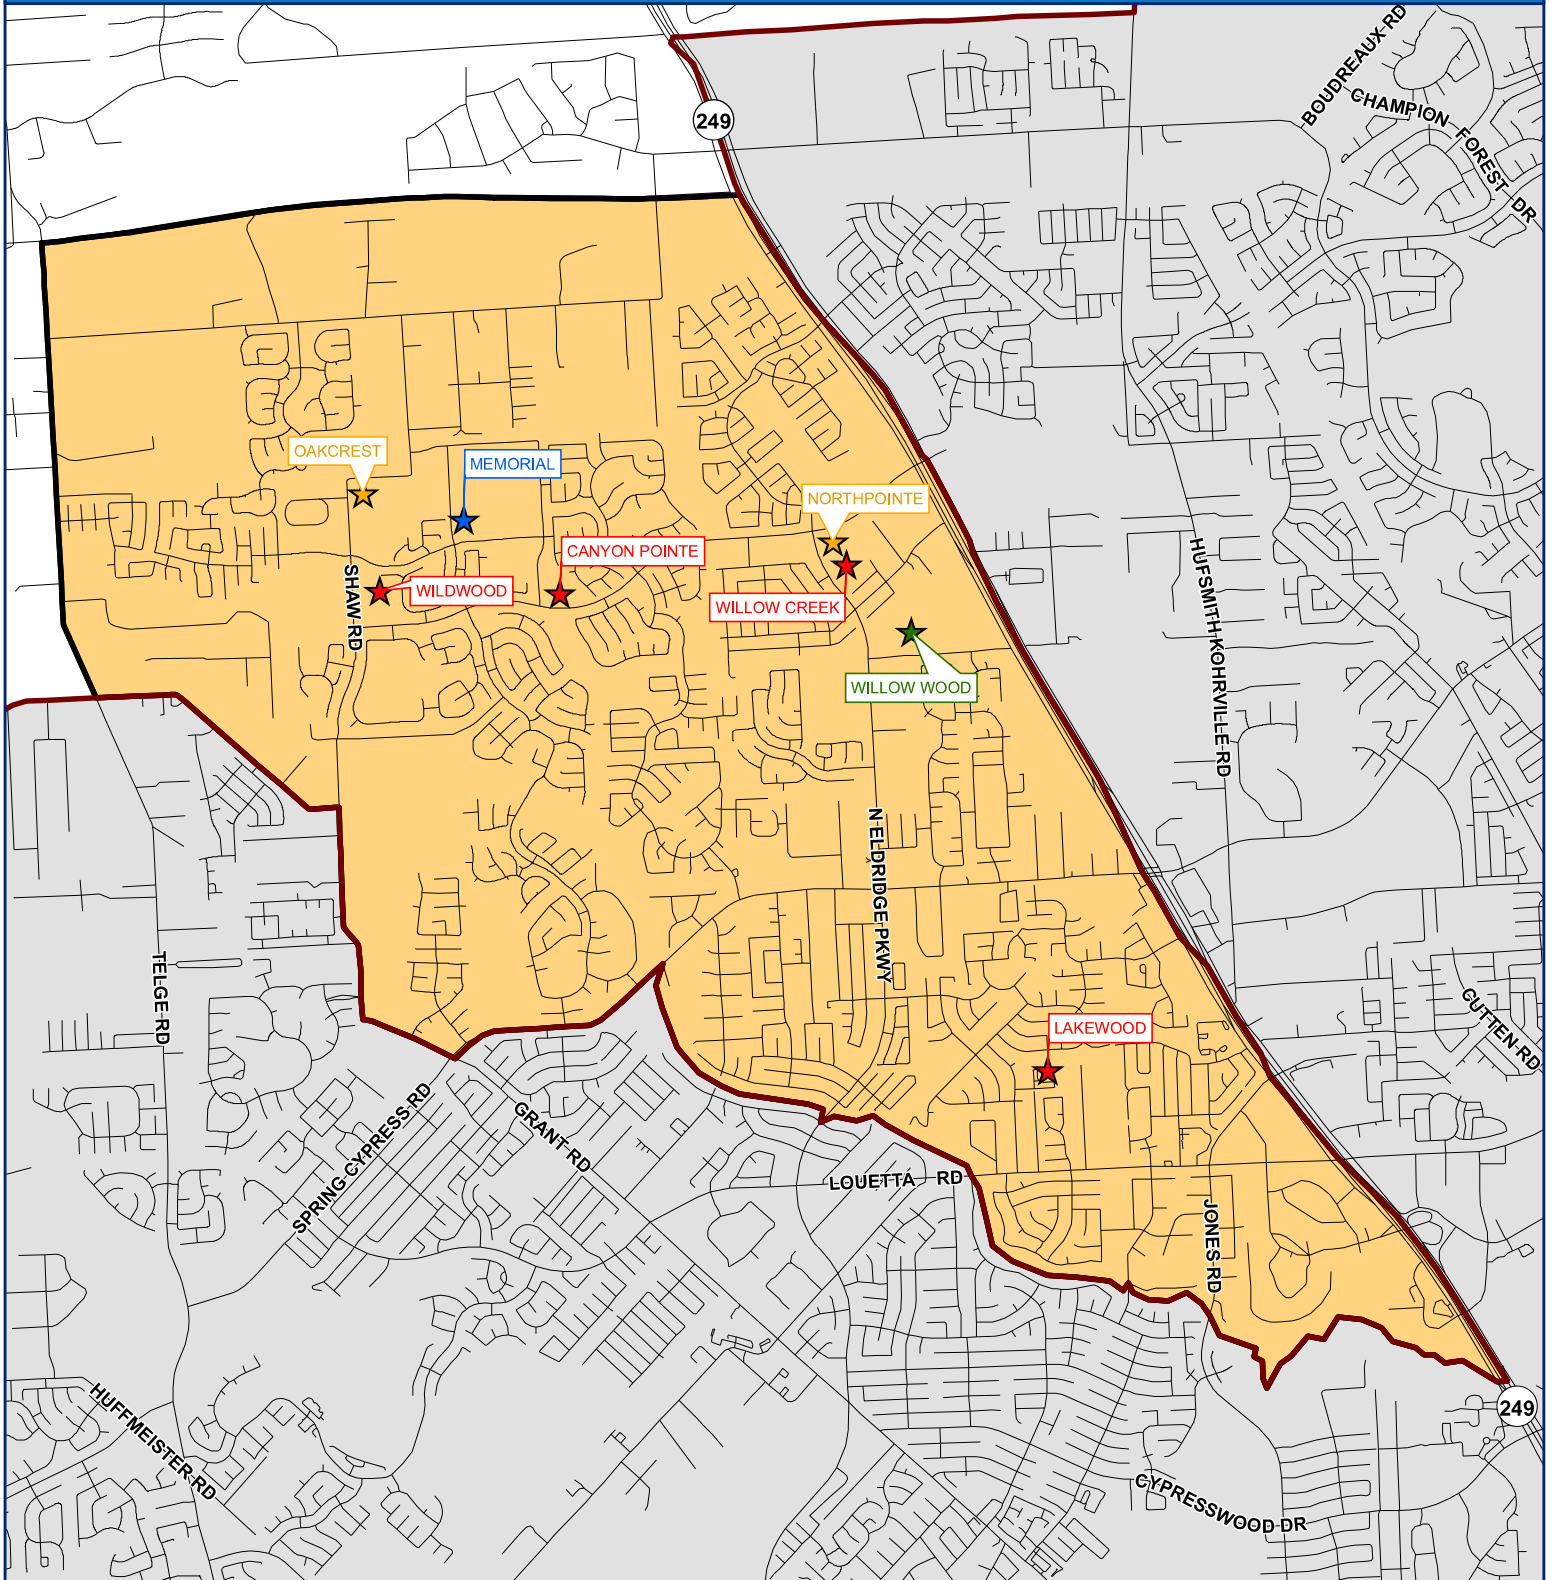 BOUDREAUX RD
CHAMPION FOREST DR
249
OAKCREST
MEMORIAL
NORTHPOINTE
CANYON POINTE
WILDWOOD
WILLOW CREEK
SHAW RD
HUFSMITH KOHRVILLE RD
WILLOW WOOD
N ELDRIDGE PKWY
TELGE RD
CUTTEN RD
LAKEWOOD
SPRING CYPRESS RD
GRANT RD
LOUETTA RD
JONES RD
HUFFMEISTER RD
249
CYPRESSWOOD DR